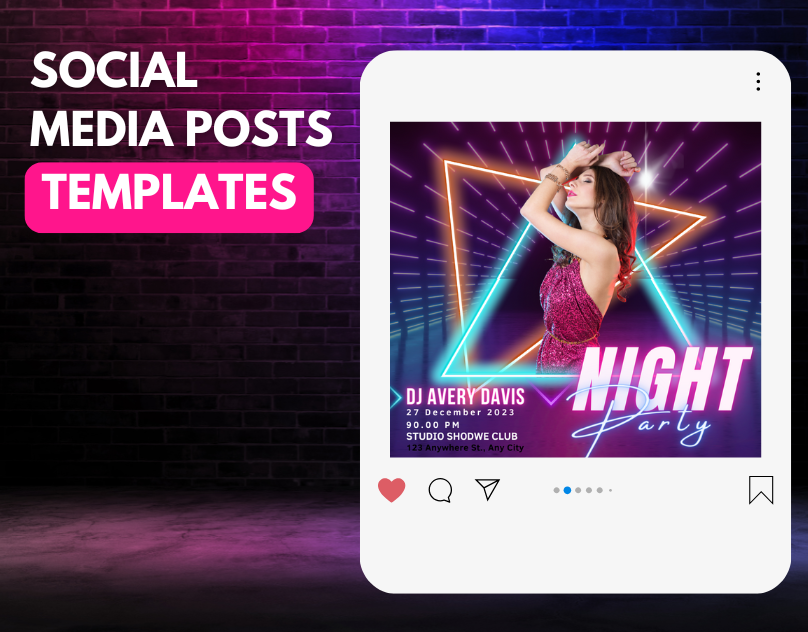 SOCIAL
MEDIA POSTS
TEMPLATES
NIGHT
Party
DJ AVERY DAVIS
27 December 2023
90.00 PM
STUDIO SHODWE CLUB
123 Anywhere St., Any City